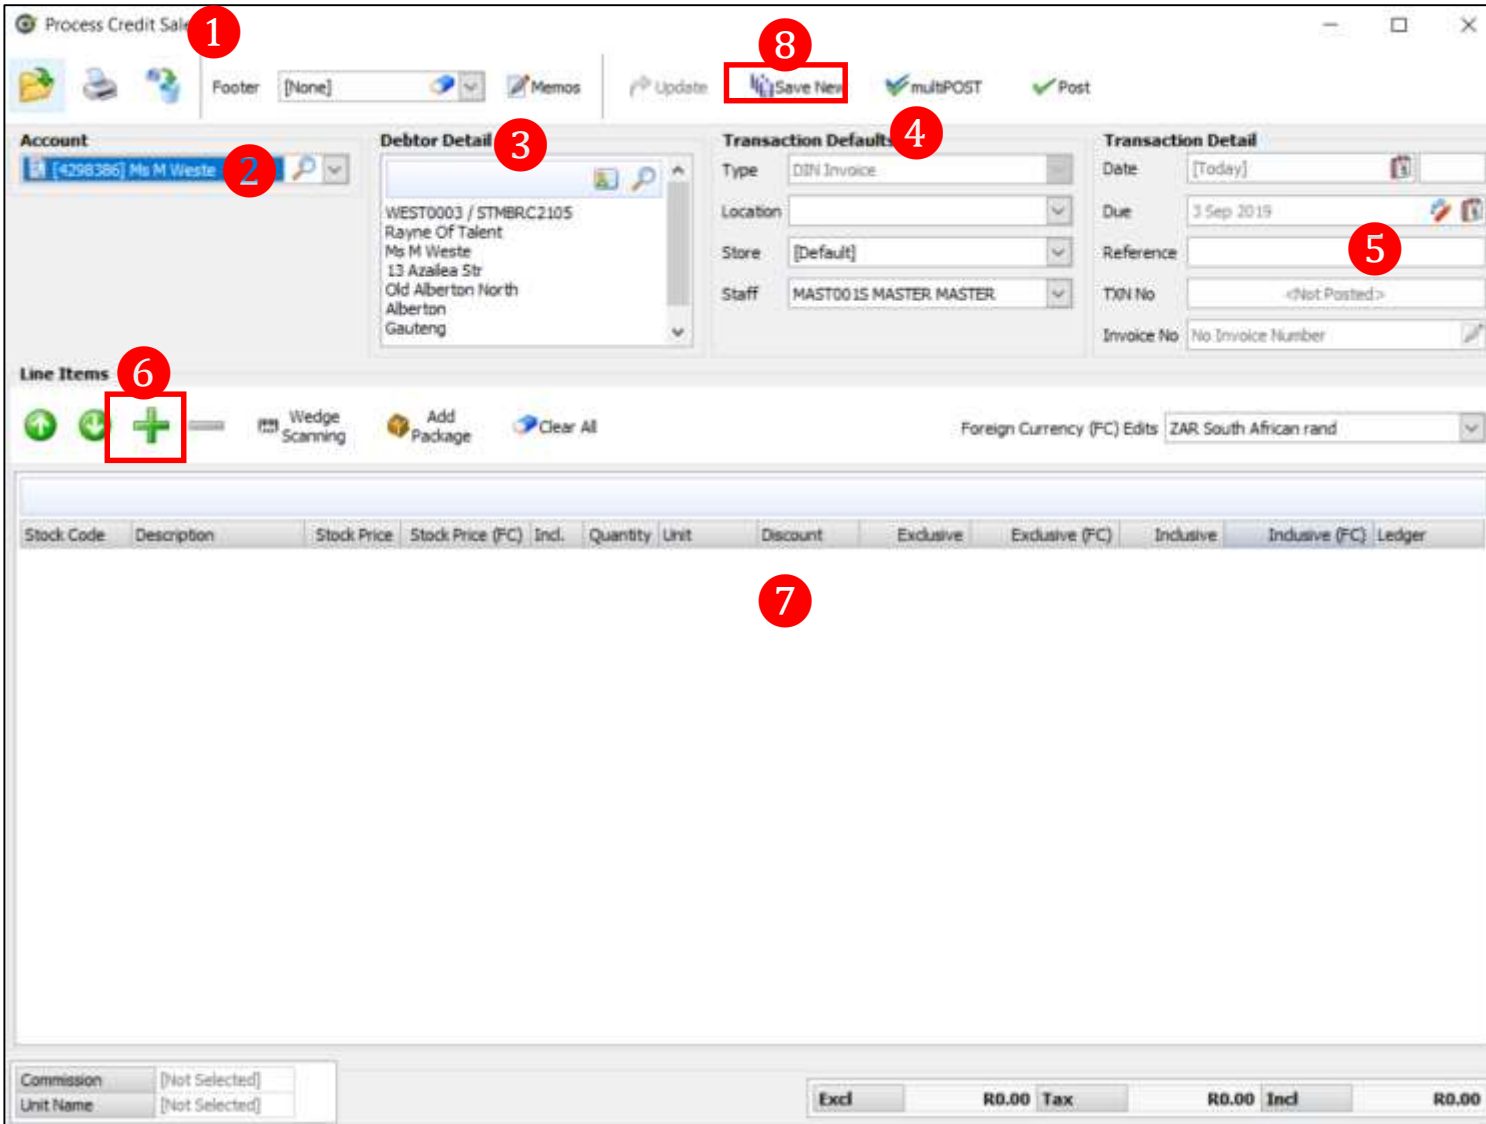 Process Credit Sale
1
8
Footer [None] Memos Update Save New multiPOST Post
Account
[4298386] Ms M Weste
2
Debtor Detail
3
WEST0003 / STMBRC2105
Rayne Of Talent
Ms M Weste
13 Azalea Str
Old Alberton North
Alberton
Gauteng
Transaction Defaults
4
Type DIN Invoice
Location
Store [Default]
Staff MAST001S MASTER MASTER
Transaction Detail
Date [Today]
Due 3 Sep 2019
Reference
5
TXN No <Not Posted>
Invoice No No Invoice Number
Line Items
6
Wedge Scanning Add Package Clear All Foreign Currency (FC) Edits ZAR South African rand
Stock Code Description Stock Price Stock Price (FC) Incl. Quantity Unit Discount Exclusive Exclusive (FC) Inclusive Inclusive (FC) Ledger
7
Commission [Not Selected]
Unit Name [Not Selected]
Excl R0.00 Tax R0.00 Incl R0.00